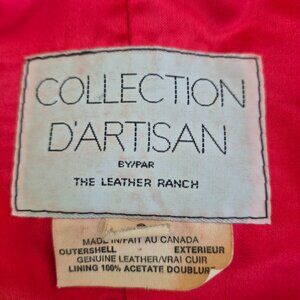 COLLECTION
D'ARTISAN
BY/PAR
THE LEATHER RANCH
MADE IN/FAIT AU CANADA
OUTERSHELL EXTERIEUR
GENUINE LEATHER/VRAI CUIR
LINING 100% ACETATE DOUBLUR